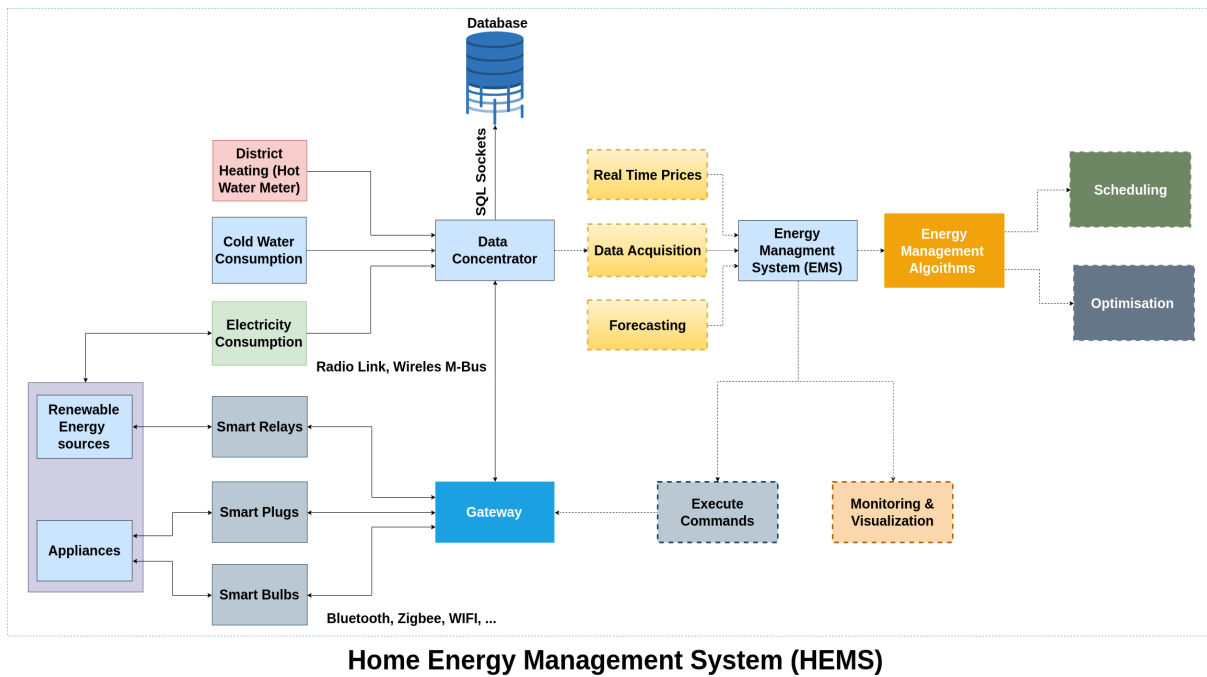 Database
SQL Sockets
District
Heating (Hot
Water Meter)
Cold Water
Consumption
Electricity
Consumption
Data
Concentrator
Real Time Prices
Data Acquisition
Forecasting
Energy
Managment
System (EMS)
Energy
Management
Algoithms
Scheduling
Optimisation
Radio Link, Wireles M-Bus
Renewable
Energy
sources
Appliances
Smart Relays
Smart Plugs
Smart Bulbs
Gateway
Execute
Commands
Monitoring &
Visualization
Bluetooth, Zigbee, WIFI, ...
Home Energy Management System (HEMS)